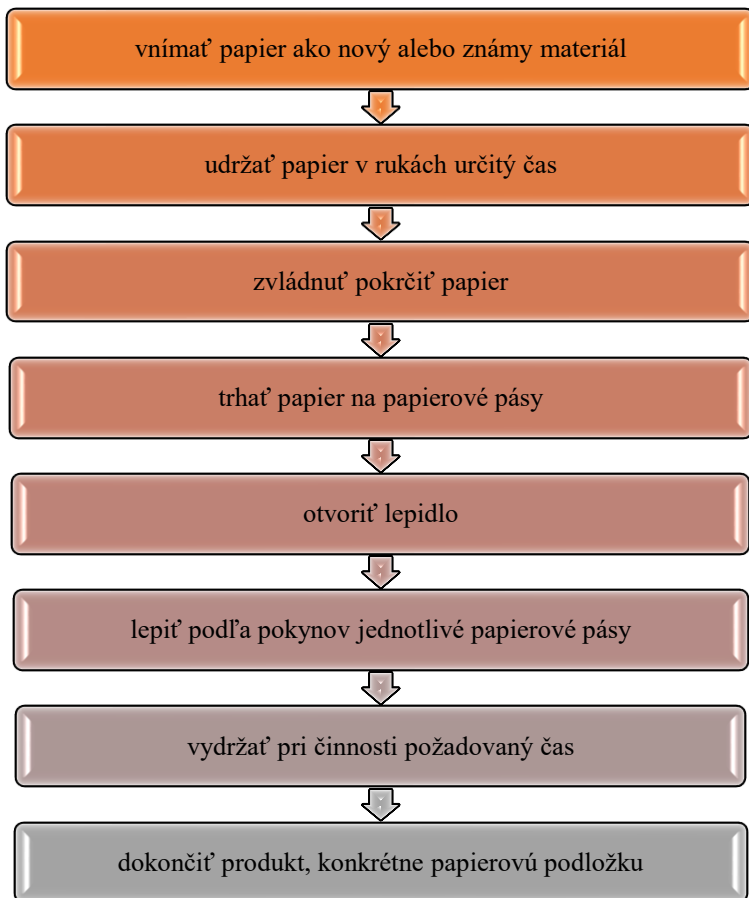 vnímať papier ako nový alebo známy materiál
udržať papier v rukách určitý čas
zvládnuť pokrčiť papier
trhať papier na papierové pásy
otvoriť lepidlo
lepiť podľa pokynov jednotlivé papierové pásy
vydržať pri činnosti požadovaný čas
dokončiť produkt, konkrétne papierovú podložku